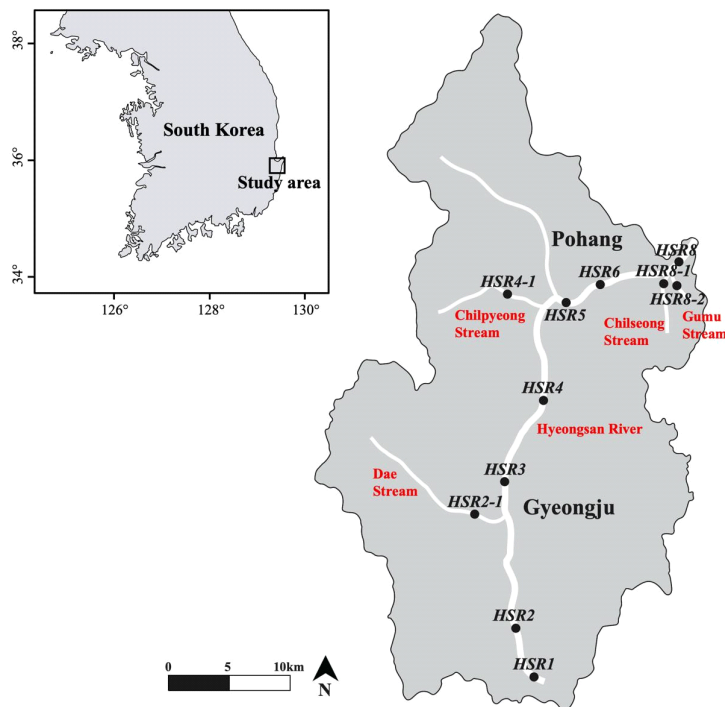 38°
36°
34°
126°
128°
130°
South Korea
Study area
Pohang
HSR8
HSR6
HSR8-1
HSR4-1
HSR8-2
HSR5
Chilpyeong
Stream
Chilseong
Stream
Gumu
Stream
HSR4
Hyeongsan River
HSR3
Dae
Stream
HSR2-1
Gyeongju
HSR2
HSR1
0
5
10km
N